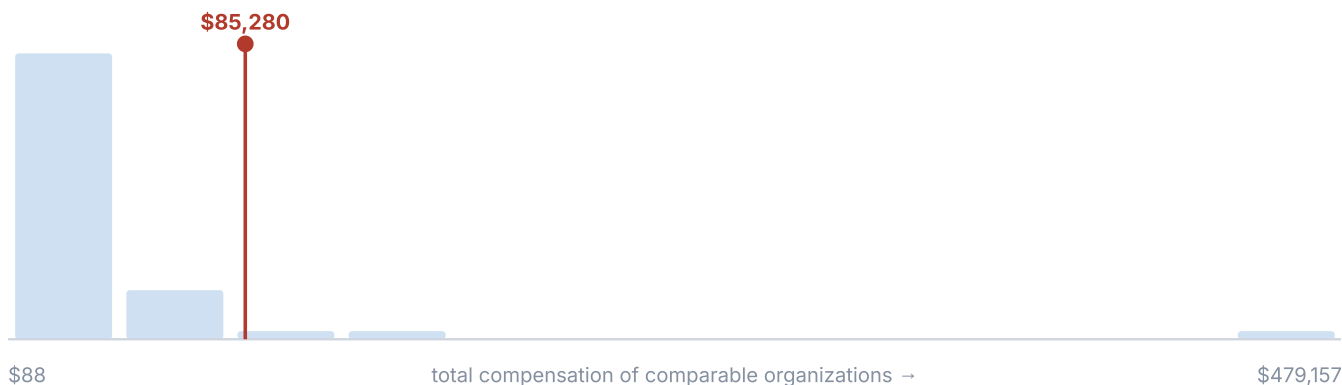 $85,280
$88 total compensation of comparable organizations → $479,157